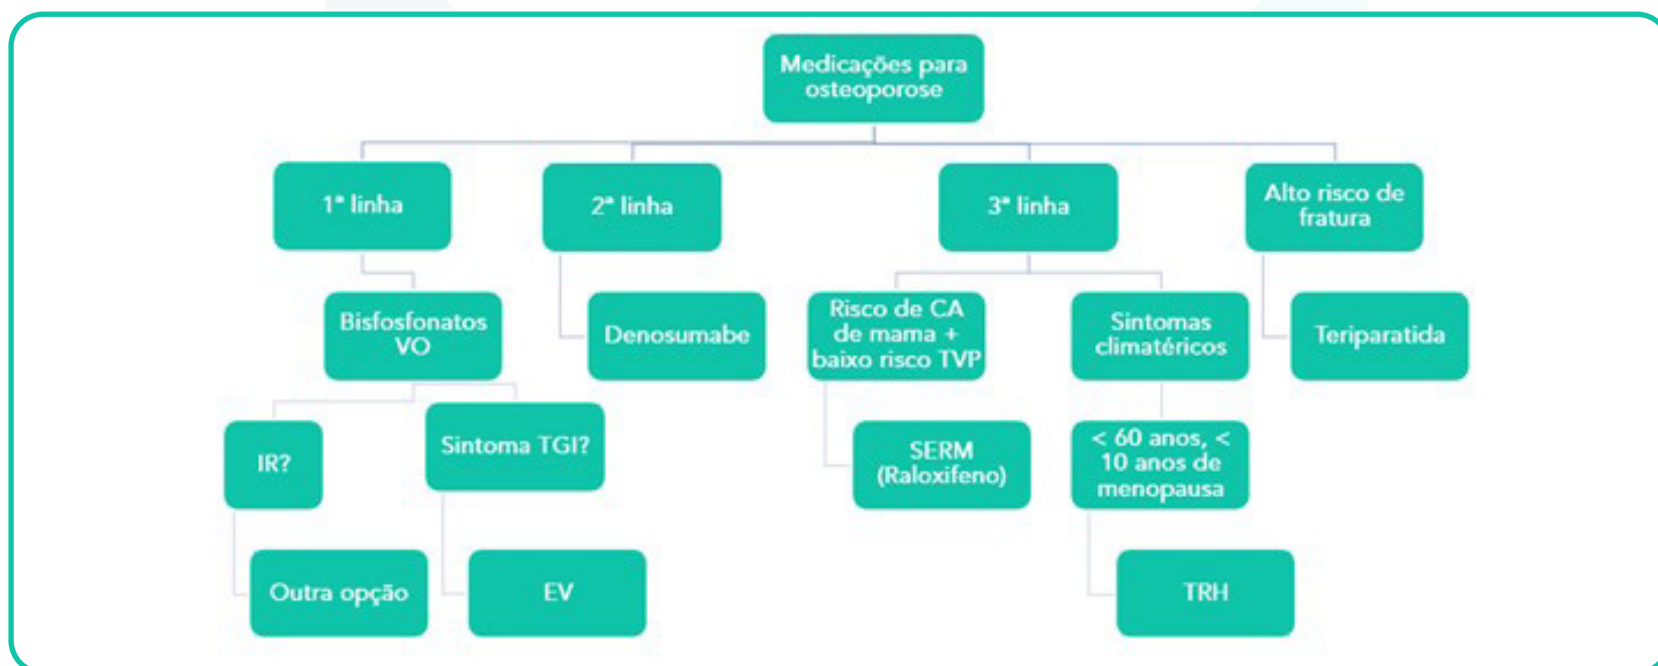 Medicações para
osteoporose
1ª linha
2ª linha
3ª linha
Alto risco de
fratura
Bisfosfonatos
VO
Denosumabe
Risco de CA
de mama +
baixo risco TVP
Sintomas
climatéricos
Teriparatida
IR?
Sintoma TGI?
SERM
(Raloxifeno)
< 60 anos, <
10 anos de
menopausa
Outra opção
EV
TRH